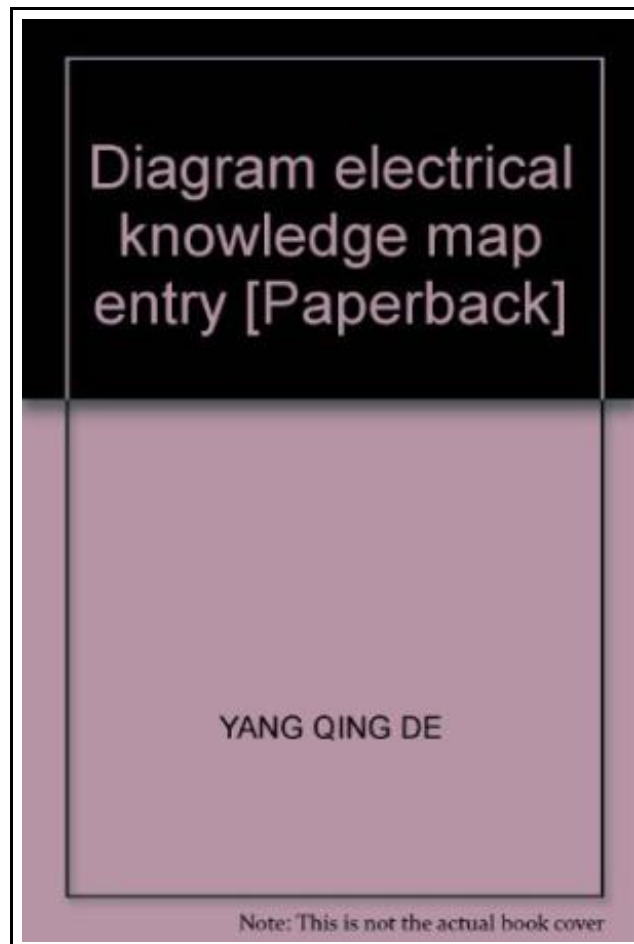 Diagram electrical
knowledge map
entry [Paperback]
YANG QING DE
Note: This is not the actual book cover